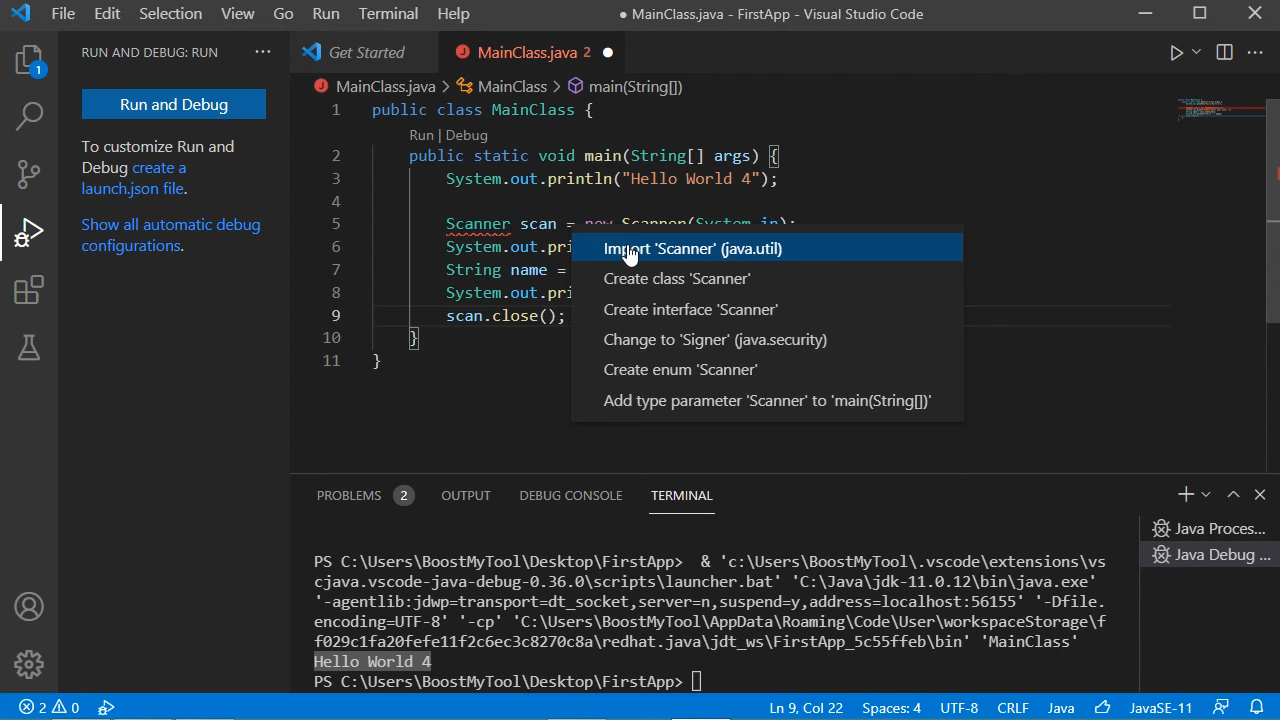 File Edit Selection View Go Run Terminal Help
● MainClass.java - FirstApp - Visual Studio Code
RUN AND DEBUG: RUN ...
Get Started
MainClass.java 2 ●
1
MainClass.java > MainClass > main(String[])
Run and Debug
To customize Run and
Debug create a
launch.json file.
Show all automatic debug
configurations.
1 public class MainClass {
Run | Debug
2 public static void main(String[] args) {
3 System.out.println("Hello World 4");
4
5 Scanner scan = new Scanner(System.in);
6 System.out.pri
7 String name =
8 System.out.pri
9 scan.close();
10 }
11 }
Import 'Scanner' (java.util)
Create class 'Scanner'
Create interface 'Scanner'
Change to 'Signer' (java.security)
Create enum 'Scanner'
Add type parameter 'Scanner' to 'main(String[])'
PROBLEMS 2 OUTPUT DEBUG CONSOLE TERMINAL
Java Proces...
Java Debug ...
PS C:\Users\BoostMyTool\Desktop\FirstApp> & 'c:\Users\BoostMyTool\.vscode\extensions\vs
cjava.vscode-java-debug-0.36.0\scripts\launcher.bat' 'C:\Java\jdk-11.0.12\bin\java.exe'
'-agentlib:jdwp=transport=dt_socket,server=n,suspend=y,address=localhost:56155' '-Dfile.
encoding=UTF-8' '-cp' 'C:\Users\BoostMyTool\AppData\Roaming\Code\User\workspaceStorage\f
f029c1fa20fefe11f2c6ec3c8270c8a\redhat.java\jdt_ws\FirstApp_5c55ffeb\bin' 'MainClass'
Hello World 4
PS C:\Users\BoostMyTool\Desktop\FirstApp>
2 0 Ln 9, Col 22 Spaces: 4 UTF-8 CRLF Java JavaSE-11